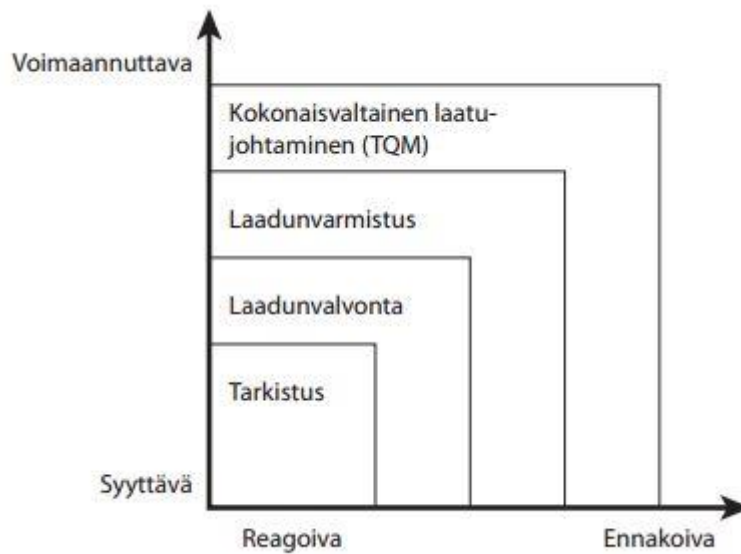 Voimaannuttava
Kokonaisvaltainen laatu-
johtaminen (TQM)
Laadunvarmistus
Laadunvalvonta
Tarkistus
Syyttävä
Reagoiva
Ennakoiva